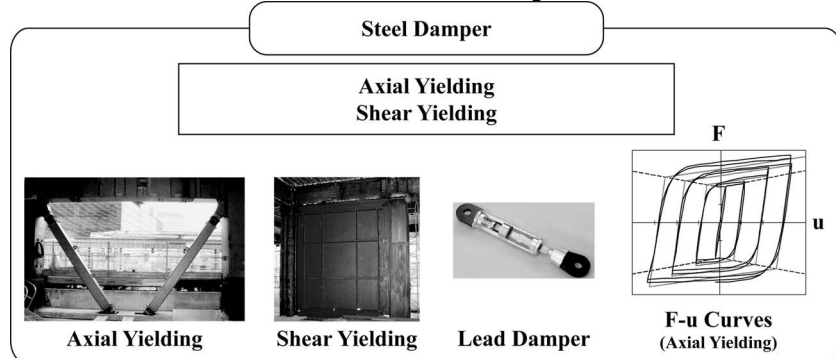 Steel Damper
Axial Yielding
Shear Yielding
F
u
Axial Yielding
Shear Yielding
Lead Damper
F-u Curves
(Axial Yielding)